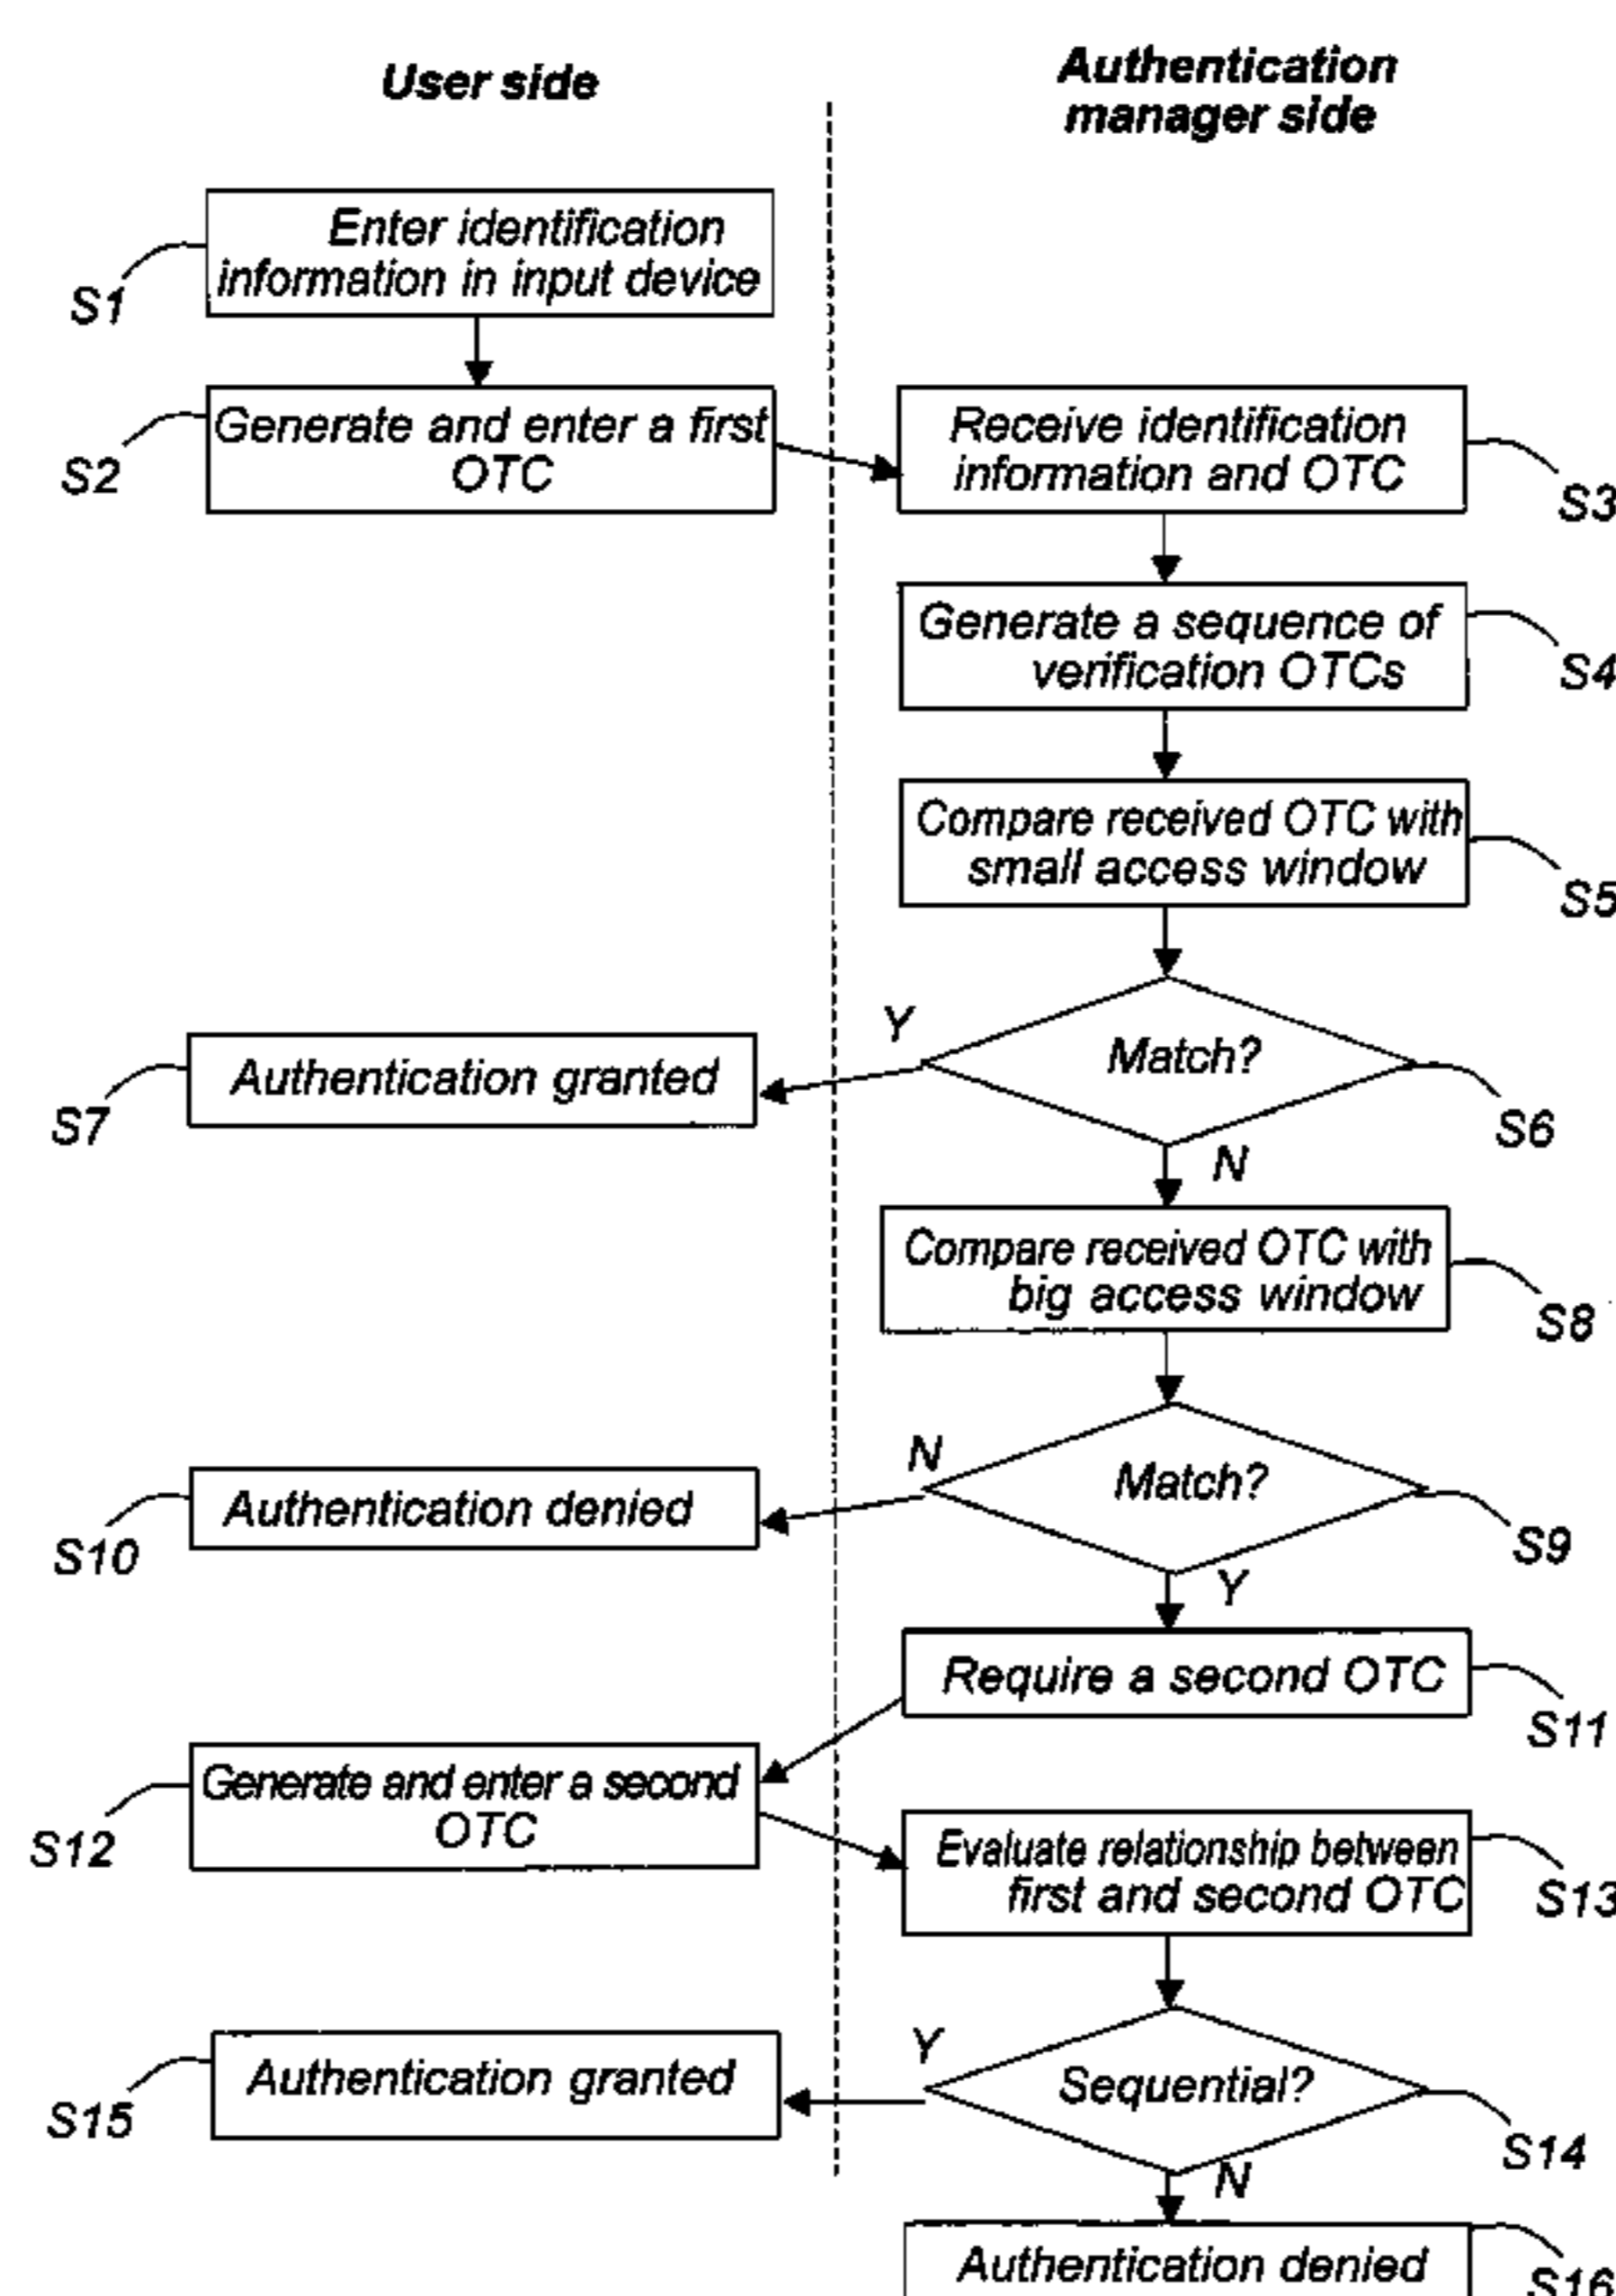 User side
Authentication
manager side
Enter identification
information in input device
S1
Generate and enter a first
OTC
S2
Receive identification
information and OTC
S3
Generate a sequence of
verification OTCs
S4
Compare received OTC with
small access window
S5
Match?
Y
N
S6
Authentication granted
S7
Compare received OTC with
big access window
S8
Match?
N
Y
S9
Authentication denied
S10
Require a second OTC
S11
Generate and enter a second
OTC
S12
Evaluate relationship between
first and second OTC
S13
Sequential?
Y
N
S14
Authentication granted
S15
Authentication denied
S16